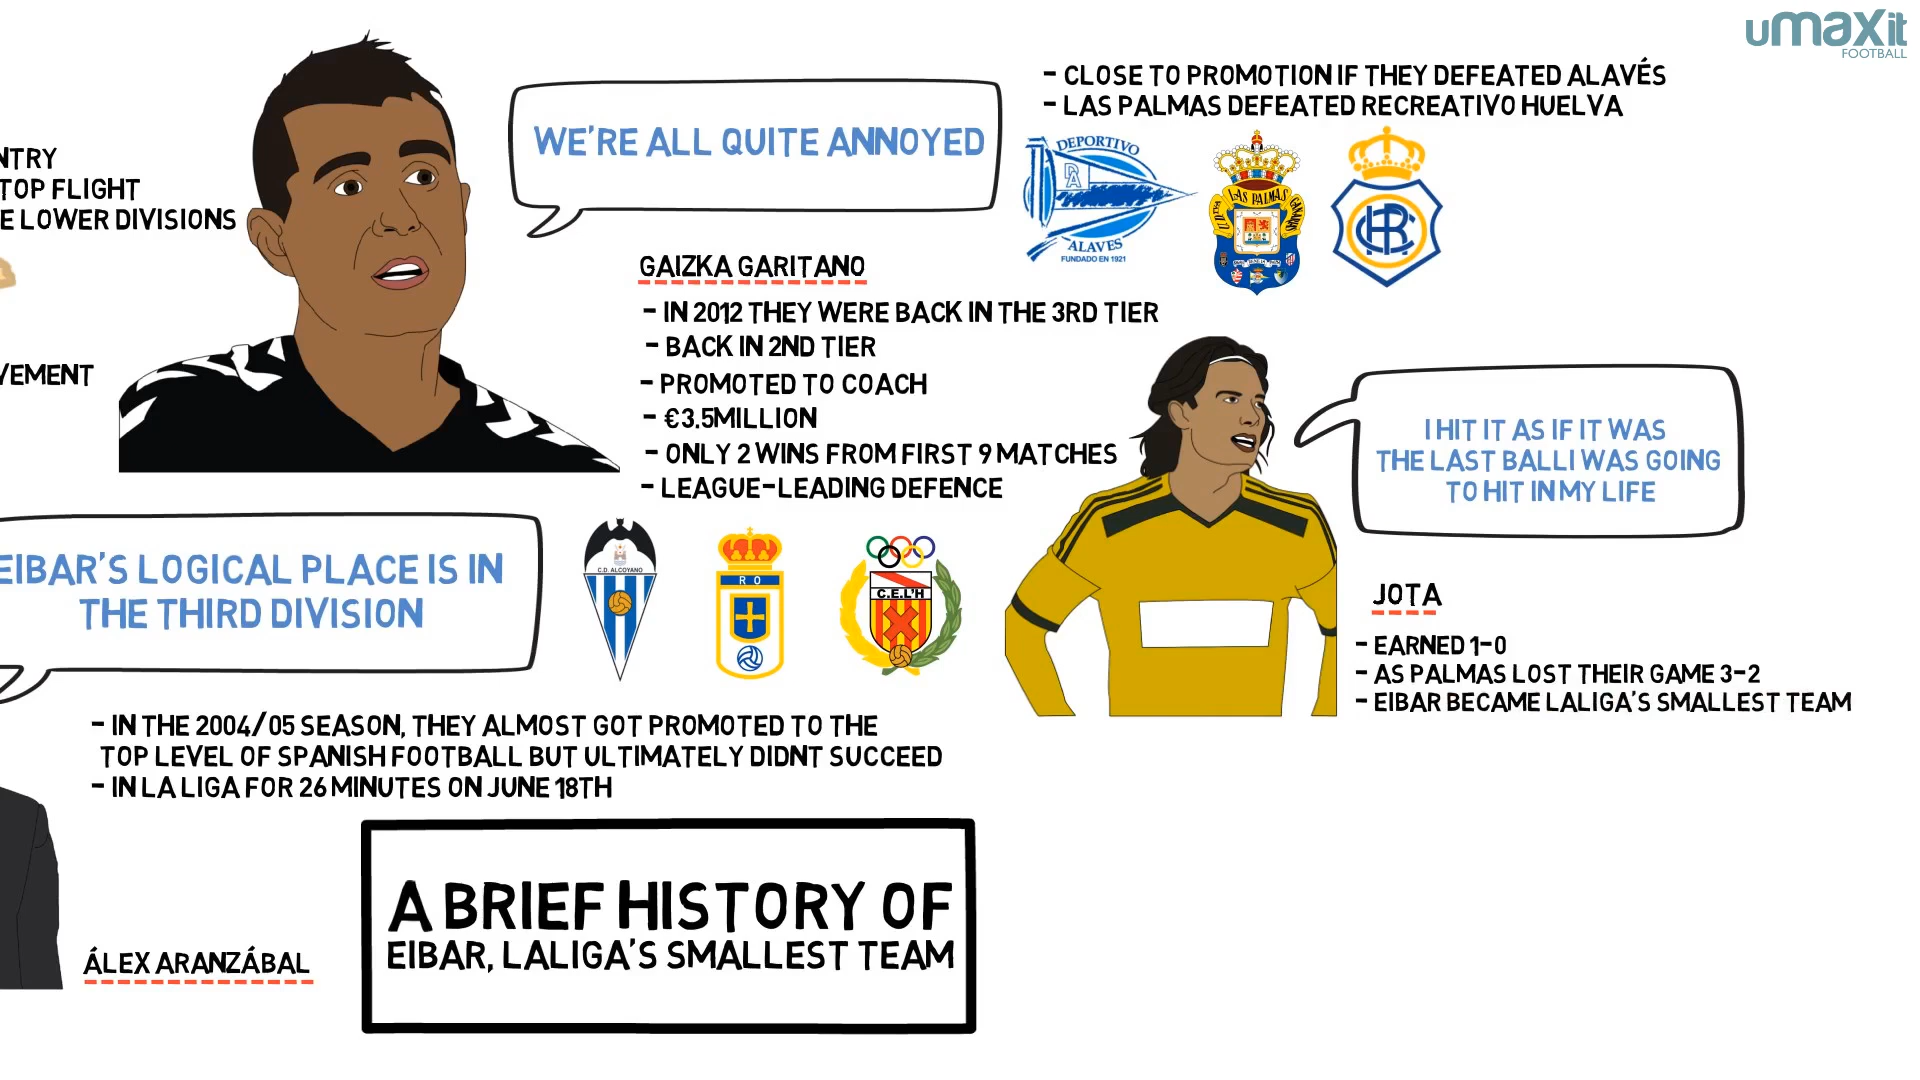 umaxit
FOOTBALL
NTRY
TOP FLIGHT
E LOWER DIVISIONS
VEMENT
WE'RE ALL QUITE ANNOYED
- CLOSE TO PROMOTION IF THEY DEFEATED ALAVÉS
- LAS PALMAS DEFEATED RECREATIVO HUELVA
DEPORTIVO
DA
ALAVES
FUNDADO EN 1921
LAS PALMAS
GAIZKA GARITANO
- IN 2012 THEY WERE BACK IN THE 3RD TIER
- BACK IN 2ND TIER
- PROMOTED TO COACH
- €3.5MILLION
- ONLY 2 WINS FROM FIRST 9 MATCHES
- LEAGUE-LEADING DEFENCE
C.D. ALCOYANO
R O
C.E.L'H
I HIT IT AS IF IT WAS
THE LAST BALL I WAS GOING
TO HIT IN MY LIFE
JOTA
- EARNED 1-0
- AS PALMAS LOST THEIR GAME 3-2
- EIBAR BECAME LALIGA'S SMALLEST TEAM
EIBAR'S LOGICAL PLACE IS IN
THE THIRD DIVISION
- IN THE 2004/05 SEASON, THEY ALMOST GOT PROMOTED TO THE
TOP LEVEL OF SPANISH FOOTBALL BUT ULTIMATELY DIDNT SUCCEED
- IN LA LIGA FOR 26 MINUTES ON JUNE 18TH
ÁLEX ARANZÁBAL
A BRIEF HISTORY OF
EIBAR, LALIGA'S SMALLEST TEAM